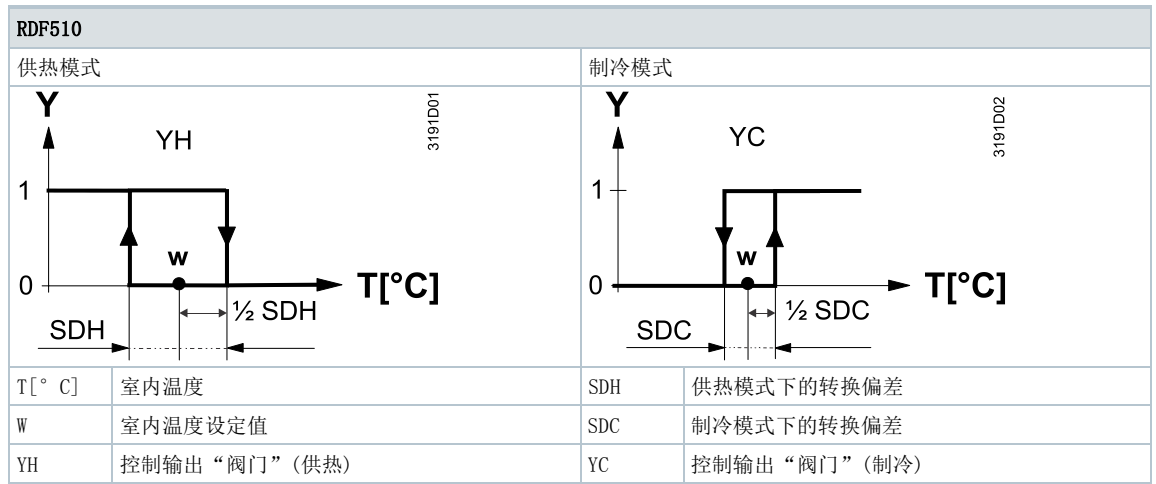 RDF510
供热模式
制冷模式
Y
YH
3191D01
1
W
0
T[°C]
½ SDH
SDH
Y
YC
3191D02
1
W
0
T[°C]
½ SDC
SDC
T[° C] 室内温度 SDH 供热模式下的转换偏差
W 室内温度设定值 SDC 制冷模式下的转换偏差
YH 控制输出“阀门”(供热) YC 控制输出“阀门”(制冷)